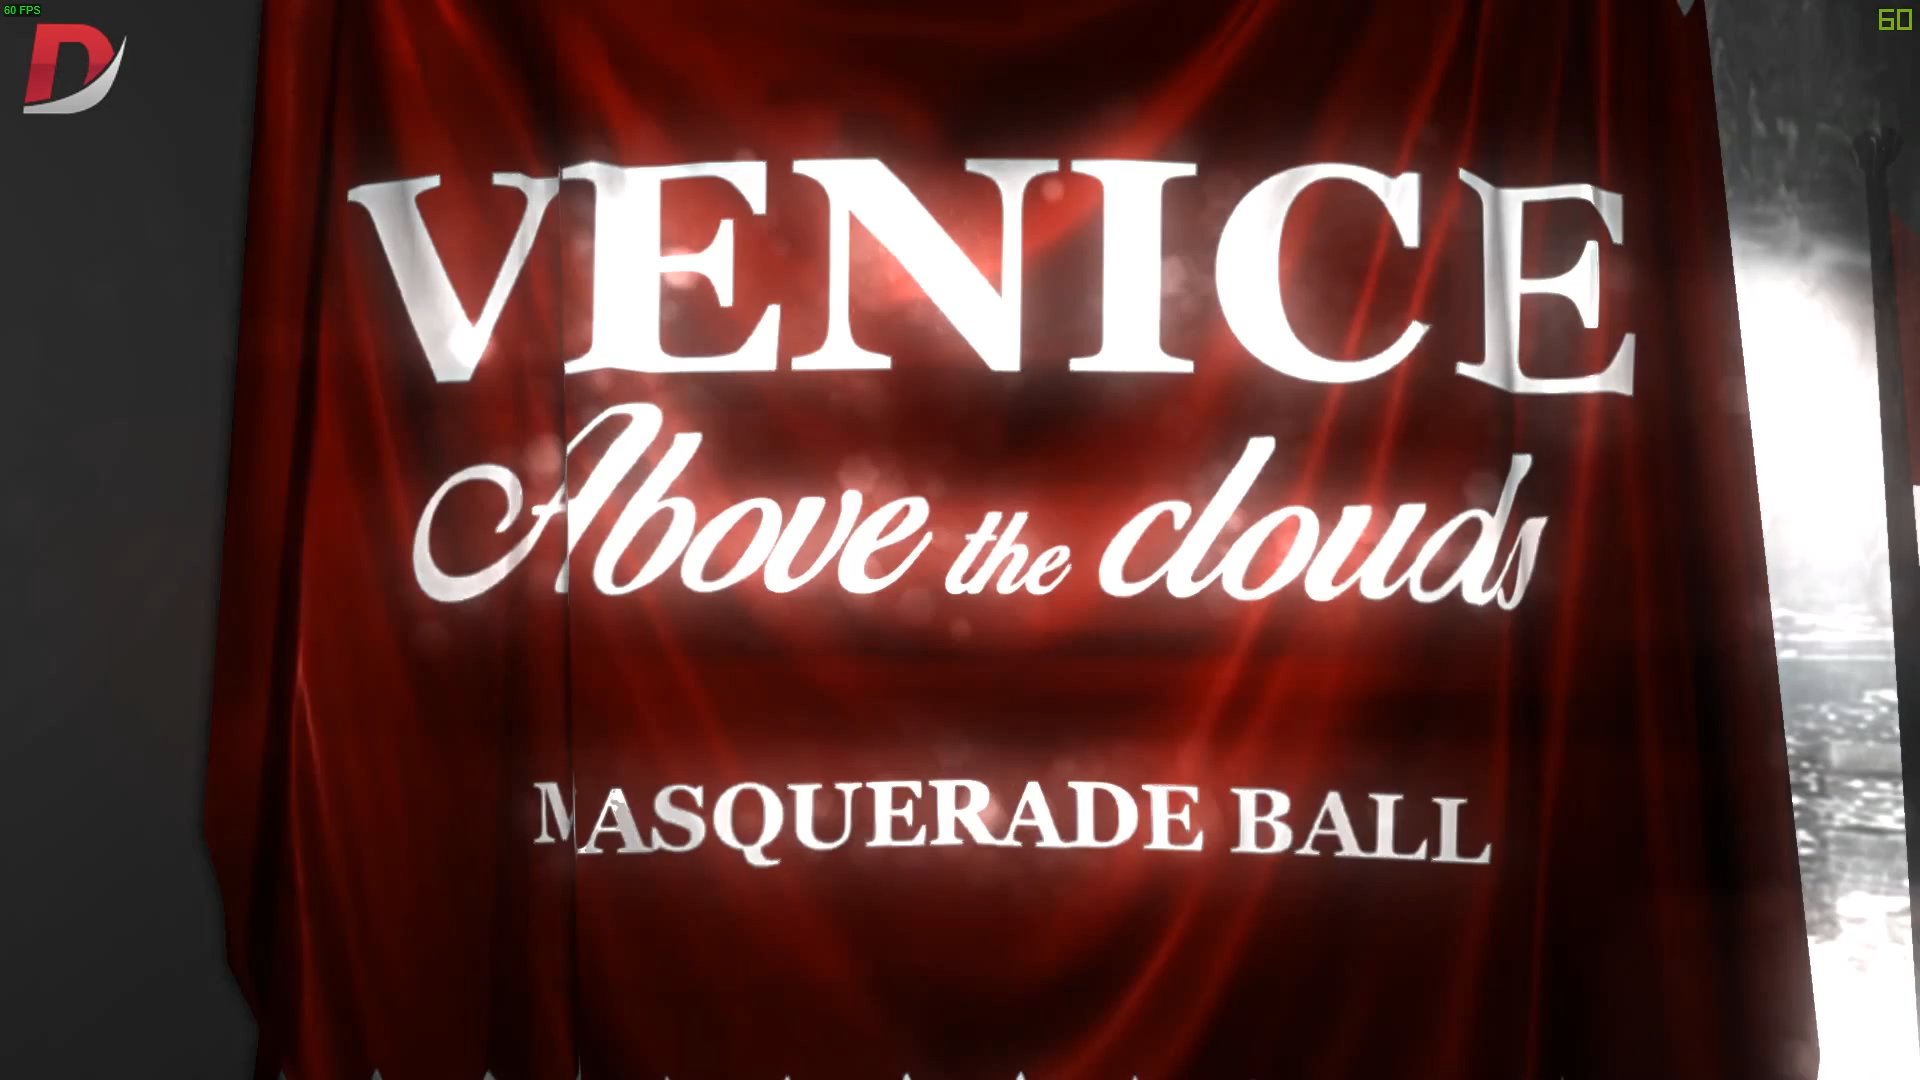 60 FPS
60
D
VENICE
Above the clouds
MASQUERADE BALL